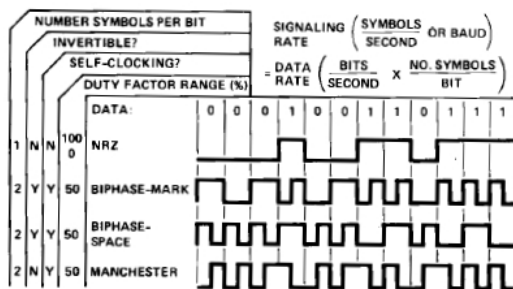 NUMBER SYMBOLS PER BIT
INVERTIBLE?
SELF-CLOCKING?
DUTY FACTOR RANGE (%)
SIGNALING RATE (SYMBOLS/SECOND OR BAUD)
= DATA RATE (BITS/SECOND X NO. SYMBOLS/BIT)
DATA: 0 0 0 1 0 0 1 1 0 1 1 1
1 N N 100 0 NRZ
2 Y Y 50 BIPHASE-MARK
2 Y Y 50 BIPHASE-
SPACE
2 N Y 50 MANCHESTER